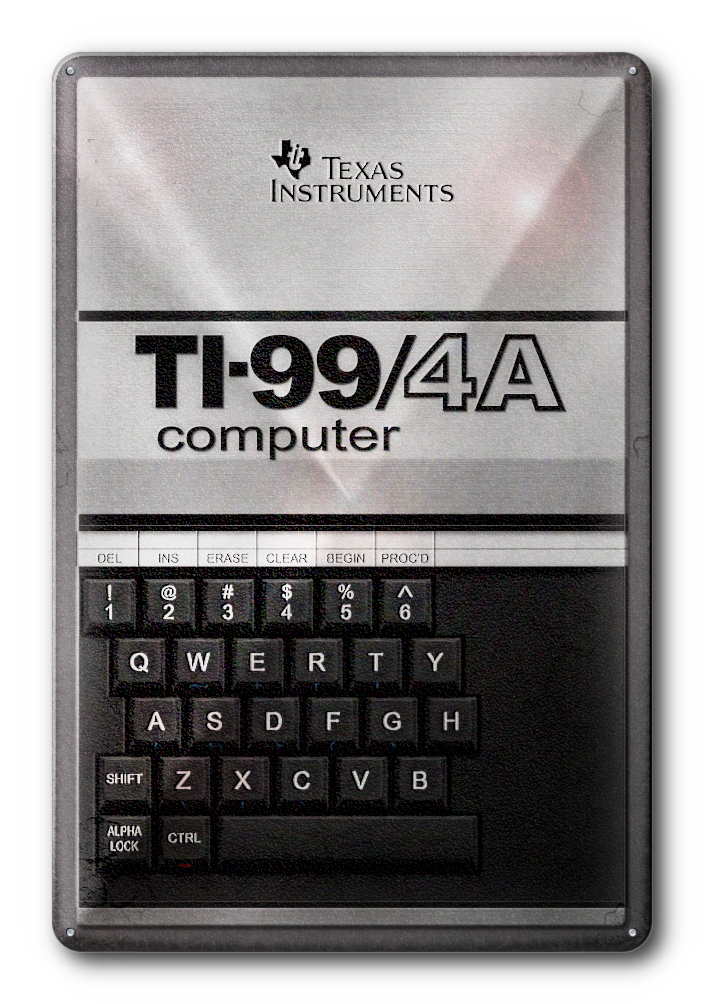 ti
TEXAS
INSTRUMENTS
TI-99/4A
computer
DEL INS ERASE CLEAR BEGIN PROC'D
! @ # $ % ^
1 2 3 4 5 6
Q W E R T Y
A S D F G H
SHIFT Z X C V B
ALPHA
LOCK CTRL